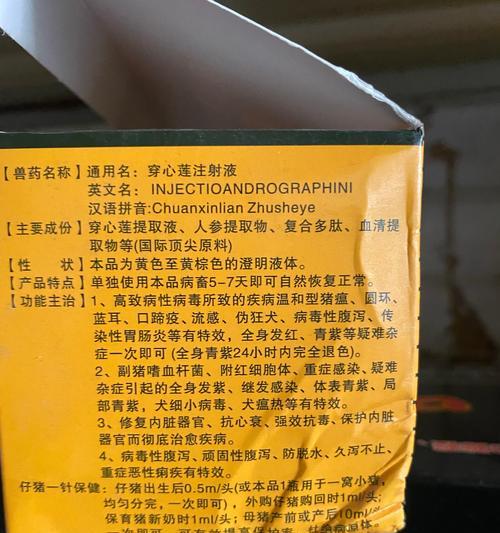 【兽药名称】通用名：穿心莲注射液
英文名：INJECTIOANDROGRAPHINI
汉语拼音:Chuanxinlian Zhusheye
【主要成份】穿心莲提取液、人参提取物、复合多肽、血清提
取物等(国际顶尖原料)
【性 状】本品为黄色至黄棕色的澄明液体。
【产品特点】单独使用本品病畜5-7天即可自然恢复正常。
【功能主治】1、高致病性病毒所致的疾病温和型猪瘟、圆环、
蓝耳、口蹄疫、流感、伪狂犬、病毒性腹泻、传
染性胃肠炎等有特效，全身发红、青紫等疑难杂
症一次即可(全身青紫24小时内完全退色)。
2、副猪嗜血杆菌、附红细胞体、重症感染、疑难
杂症引起的全身发紫、继发感染、体表青紫、局
部青紫，犬细小病毒、犬瘟热等有特效。
3、修复内脏器官、抗心衰、强效抗毒、保护内脏
器官而彻底治愈疾病。
4、病毒性腹泻、顽固性腹泻、防脱水、久泻不止、
重症恶性痢疾有特效。
仔猪一针保健：仔猪出生后0.5m/头(或本品1瓶用于一窝小猪，
均匀分完，一次即可)，外购仔猪购回时1ml/头；
保育猪断奶时1ml/头；母猪产前或产后10ml/